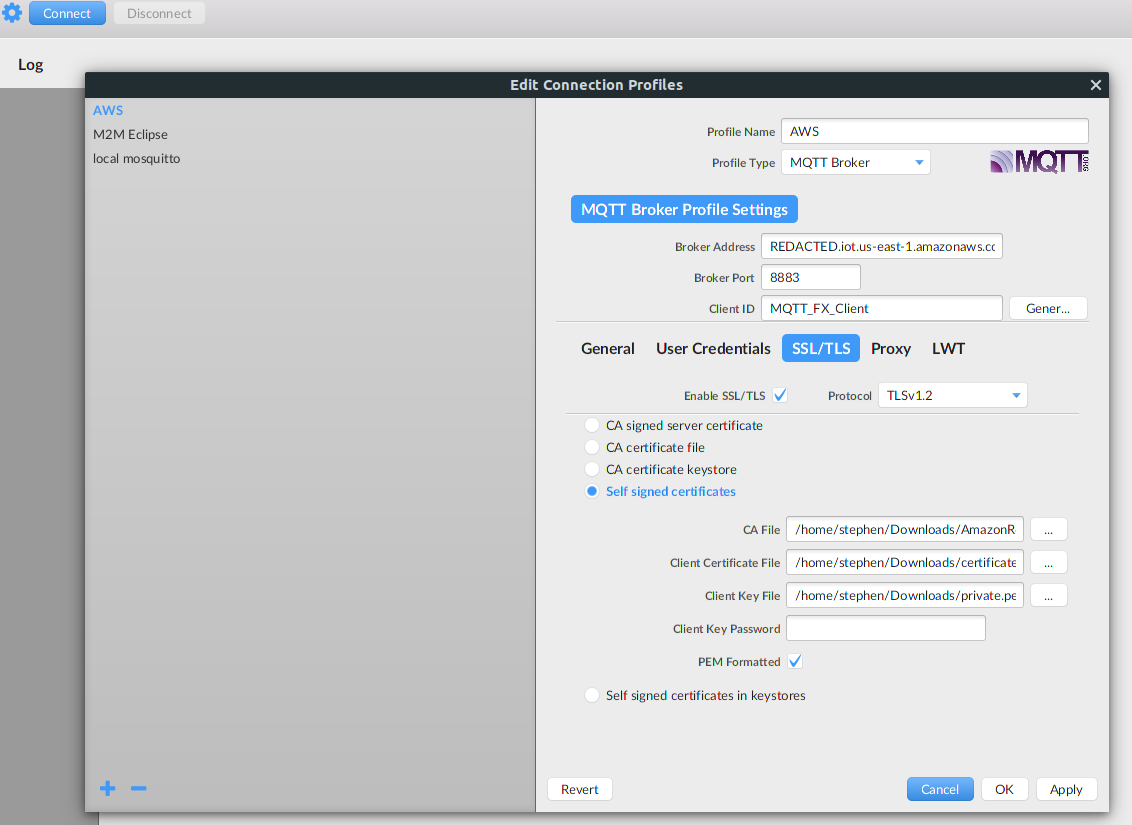 Connect Disconnect
Log
Edit Connection Profiles
AWS
M2M Eclipse
local mosquitto
Profile Name AWS
Profile Type MQTT Broker
MQTT.ORG
MQTT Broker Profile Settings
Broker Address REDACTED.iot.us-east-1.amazonaws.cc
Broker Port 8883
Client ID MQTT_FX_Client Gener...
General User Credentials SSL/TLS Proxy LWT
Enable SSL/TLS Protocol TLSv1.2
CA signed server certificate
CA certificate file
CA certificate keystore
Self signed certificates
CA File /home/stephen/Downloads/AmazonR ...
Client Certificate File /home/stephen/Downloads/certificate ...
Client Key File /home/stephen/Downloads/private.pe ...
Client Key Password
PEM Formatted
Self signed certificates in keystores
Revert Cancel OK Apply